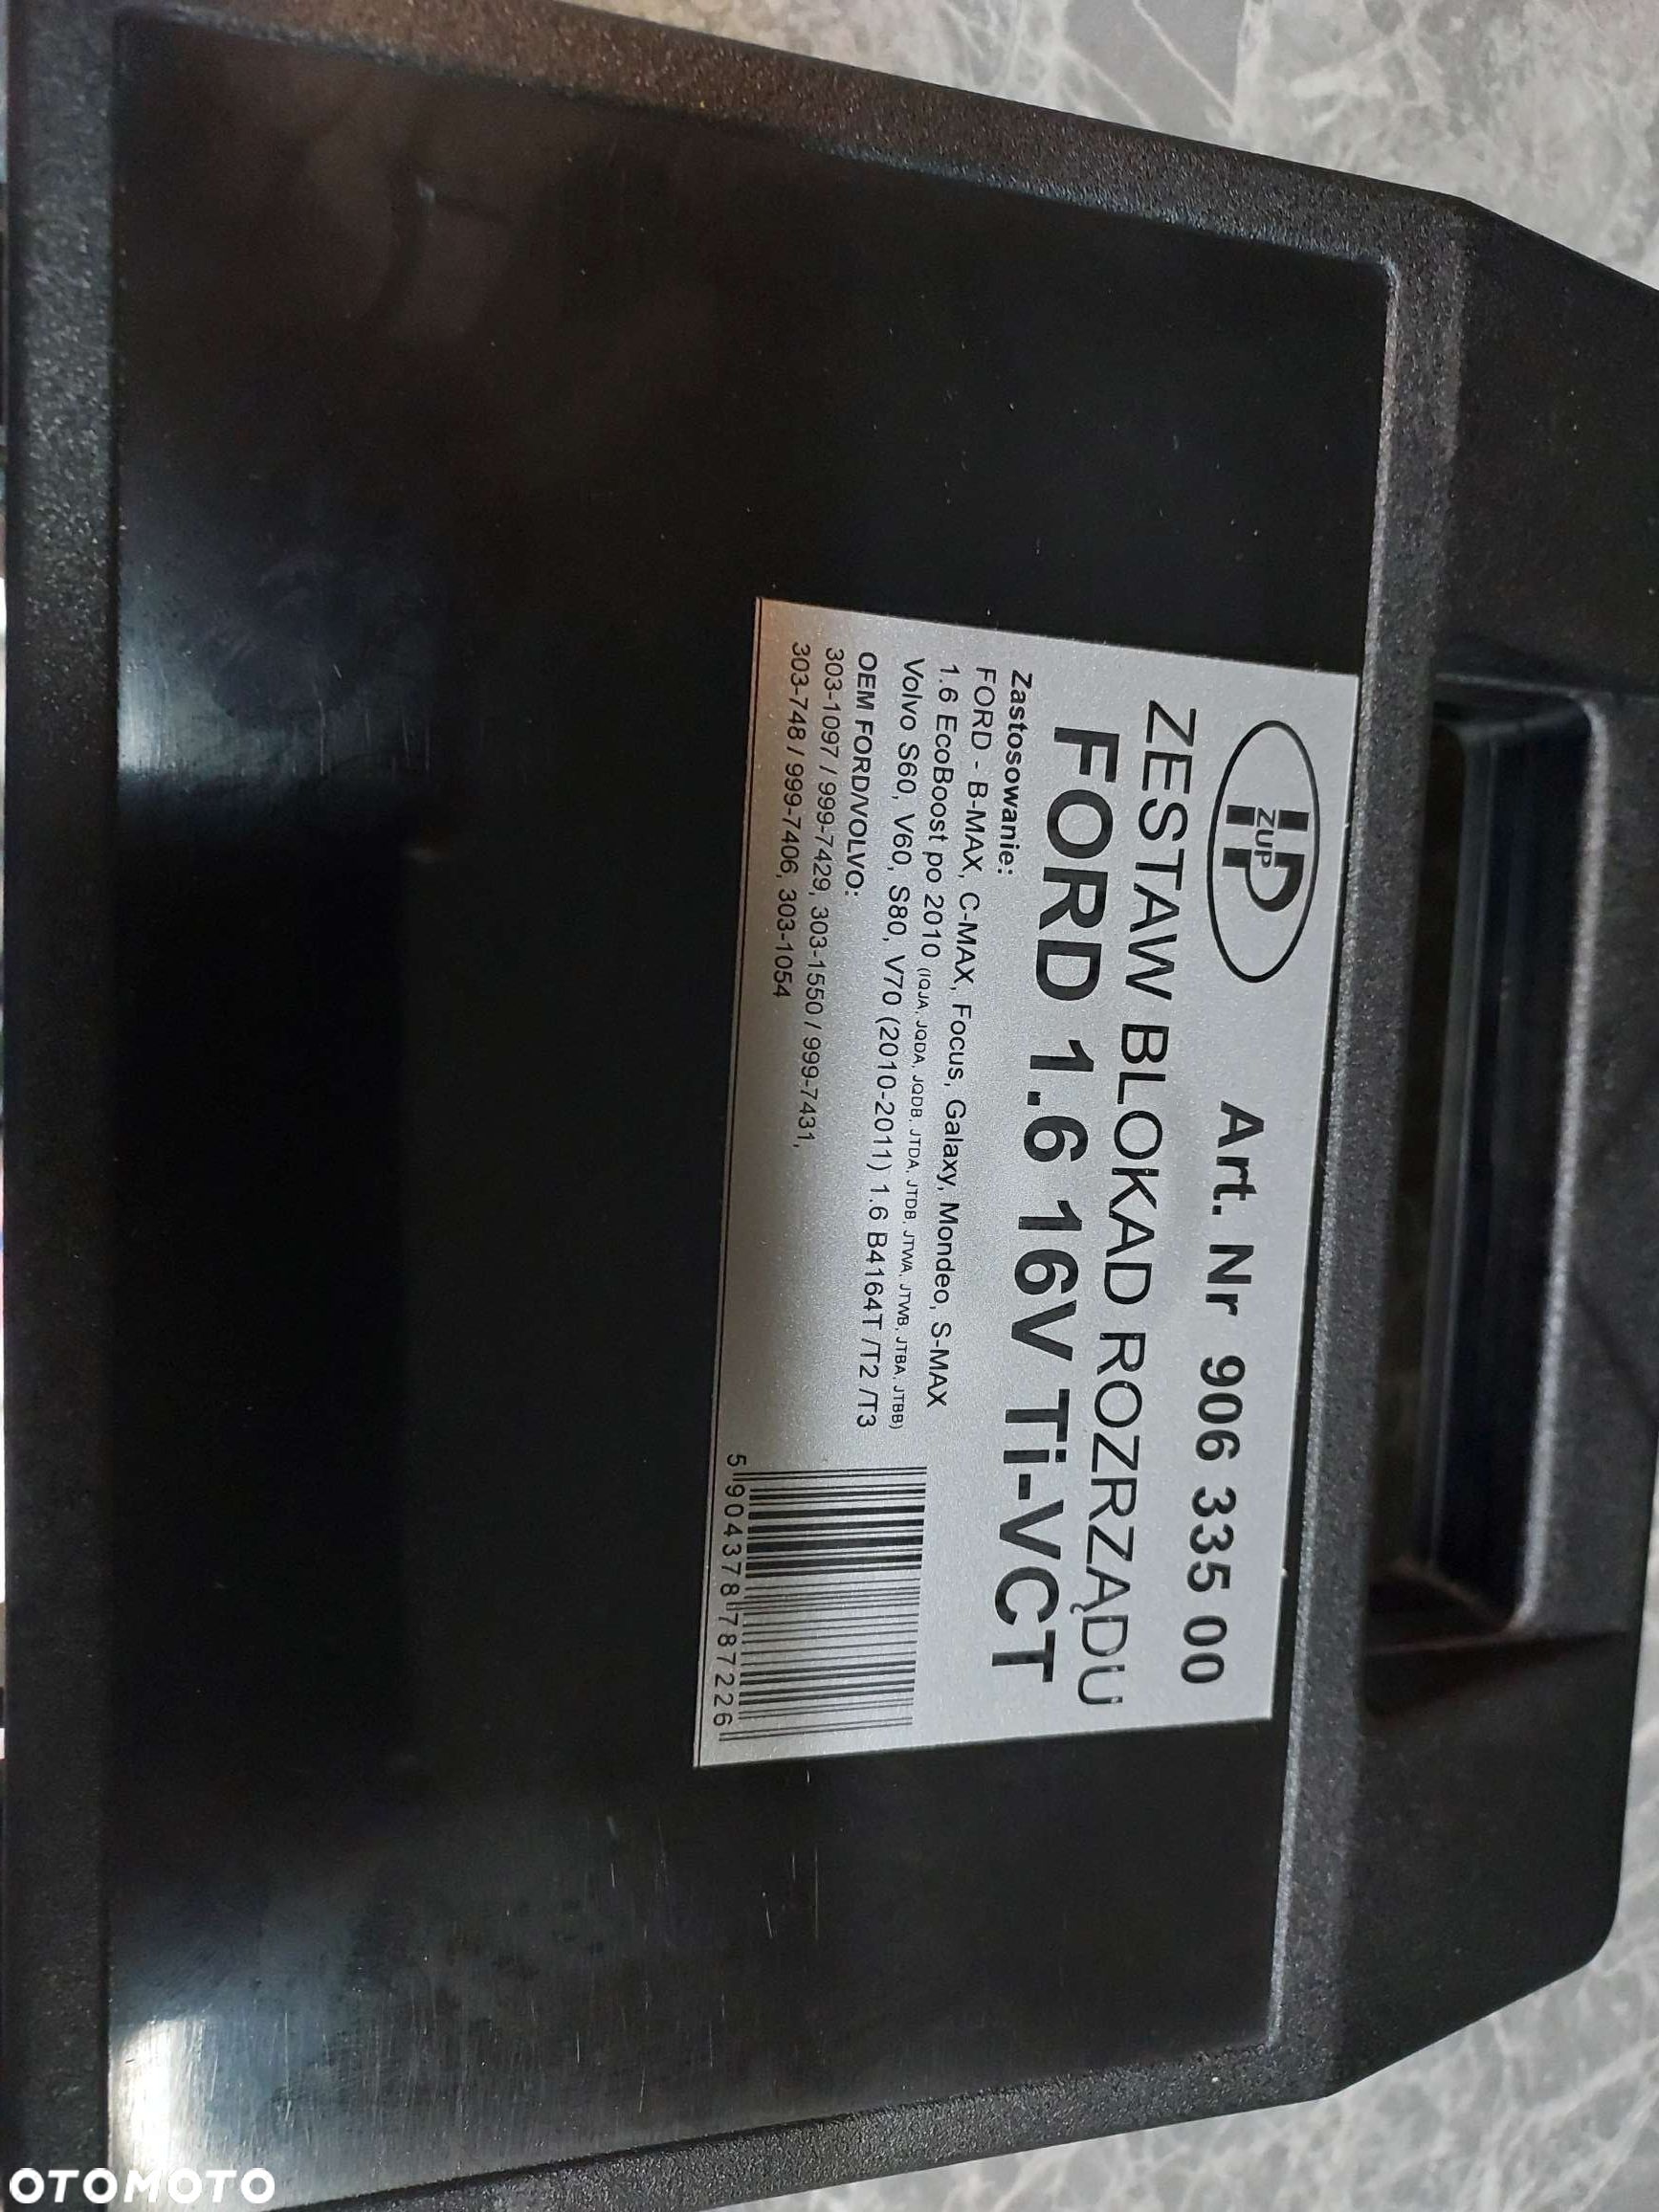 IP
ZUP
Art. Nr 906 335 00
ZESTAW BLOKAD ROZRZĄDU
FORD 1.6 16V Ti-VCT
Zastosowanie:
FORD - B-MAX, C-MAX, Focus, Galaxy, Mondeo, S-MAX
1.6 EcoBoost po 2010 (IQJA, JQDA, JQDB, JTDA, JTDB, JTWA, JTWB, JTBA, JTBB)
Volvo S60, V60, S80, V70 (2010-2011) 1.6 B4164T /T2 /T3
OEM FORD/VOLVO:
303-1097 / 999-7429, 303-1550 / 999-7431,
303-748 / 999-7406, 303-1054
5 904378 787226
OTOMOTO